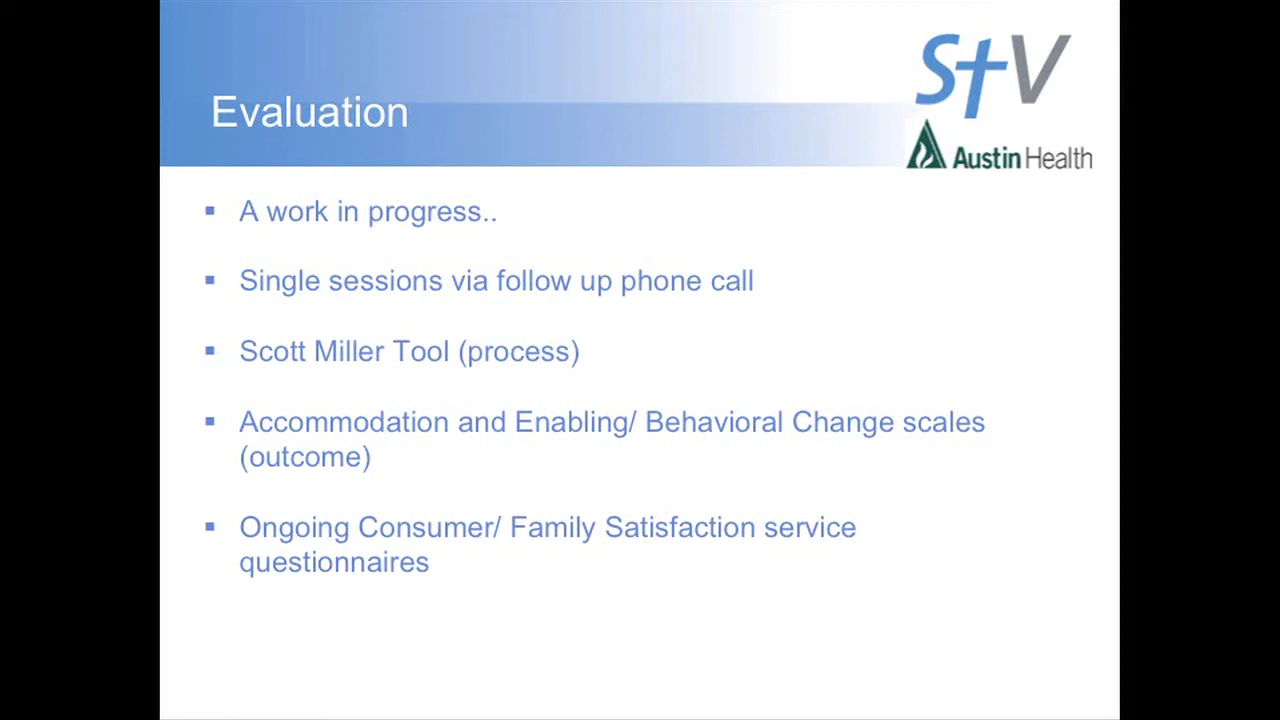 StV
Austin Health
Evaluation
▪ A work in progress..
▪ Single sessions via follow up phone call
▪ Scott Miller Tool (process)
▪ Accommodation and Enabling/ Behavioral Change scales
(outcome)
▪ Ongoing Consumer/ Family Satisfaction service
questionnaires